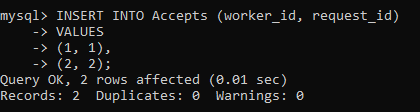 mysql> INSERT INTO Accepts (worker_id, request_id)
    -> VALUES
    -> (1, 1),
    -> (2, 2);
Query OK, 2 rows affected (0.01 sec)
Records: 2  Duplicates: 0  Warnings: 0